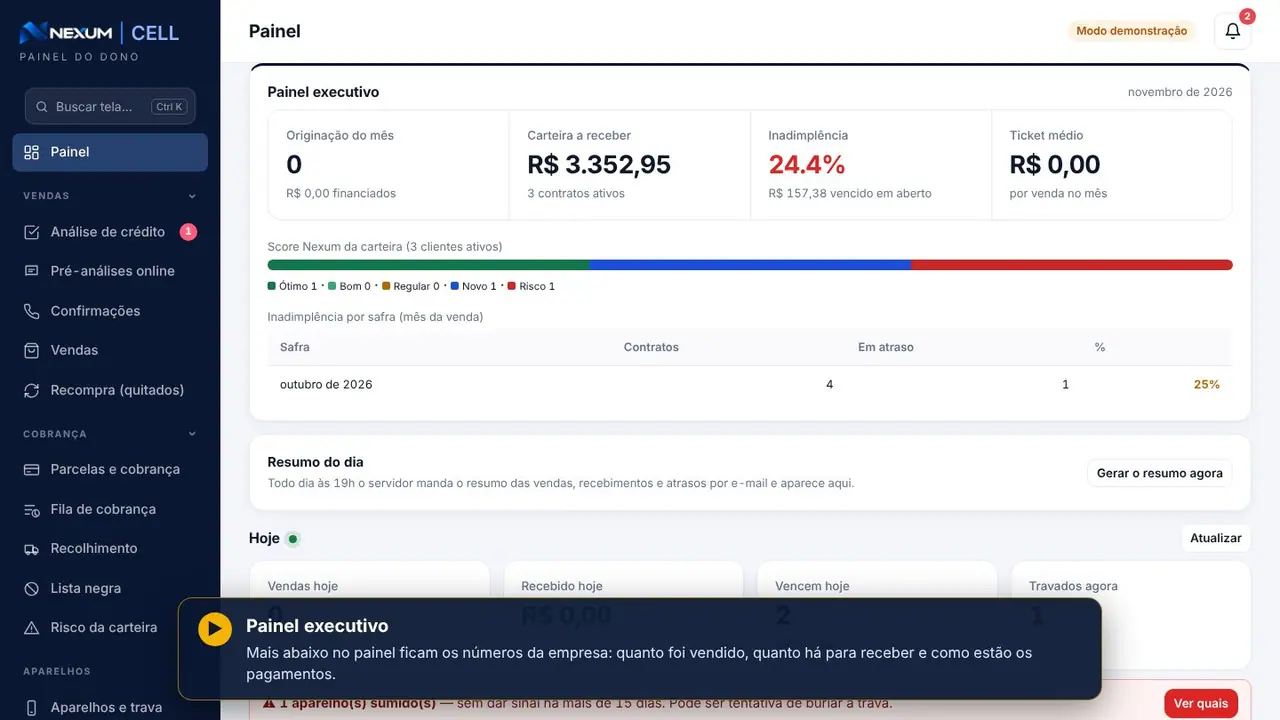 NEXUM | CELL
PAINEL DO DONO
Buscar tela... Ctrl K
Painel
VENDAS
Análise de crédito 1
Pré-análises online
Confirmações
Vendas
Recompra (quitados)
COBRANÇA
Parcelas e cobrança
Fila de cobrança
Recolhimento
Lista negra
Risco da carteira
APARELHOS
Aparelhos e trava
Painel
Modo demonstração
2
Painel executivo
novembro de 2026
Originação do mês
0
R$ 0,00 financiados
Carteira a receber
R$ 3.352,95
3 contratos ativos
Inadimplência
24.4%
R$ 157,38 vencido em aberto
Ticket médio
R$ 0,00
por venda no mês
Score Nexum da carteira (3 clientes ativos)
Ótimo 1 · Bom 0 · Regular 0 · Novo 1 · Risco 1
Inadimplência por safra (mês da venda)
Safra Contratos Em atraso %
outubro de 2026 4 1 25%
Resumo do dia
Todo dia às 19h o servidor manda o resumo das vendas, recebimentos e atrasos por e-mail e aparece aqui.
Gerar o resumo agora
Hoje
Atualizar
Vendas hoje
0
Recebido hoje
R$ 0,00
Vencem hoje
2
Travados agora
1
Painel executivo
Mais abaixo no painel ficam os números da empresa: quanto foi vendido, quanto há para receber e como estão os
pagamentos.
1 aparelho(s) sumido(s) — sem dar sinal há mais de 15 dias. Pode ser tentativa de burlar a trava.
Ver quais